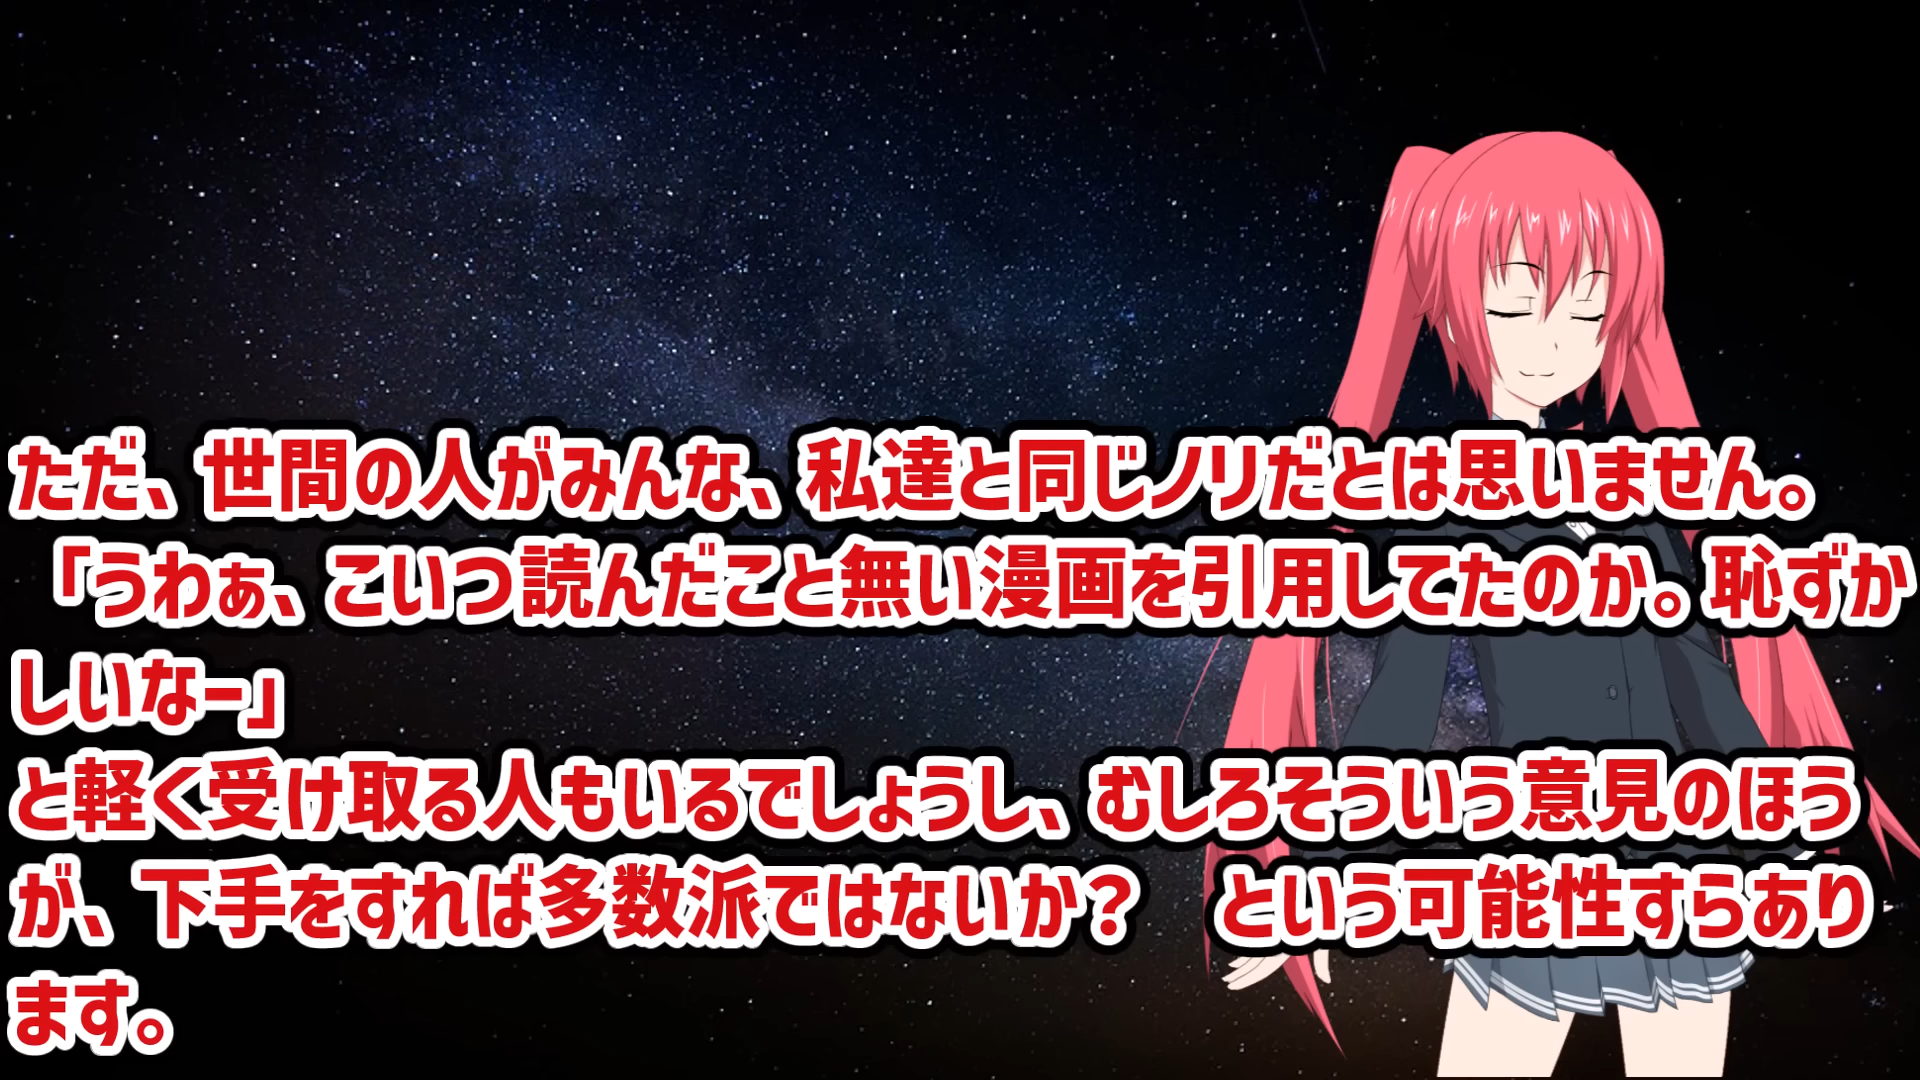 ただ、世間の人がみんな、私達と同じノリだとは思いません。
「うわぁ、こいつ読んだこと無い漫画を引用してたのか。恥ずか
しいなー」
と軽く受け取る人もいるでしょうし、むしろそういう意見のほう
が、下手をすれば多数派ではないか？　という可能性すらあり
ます。